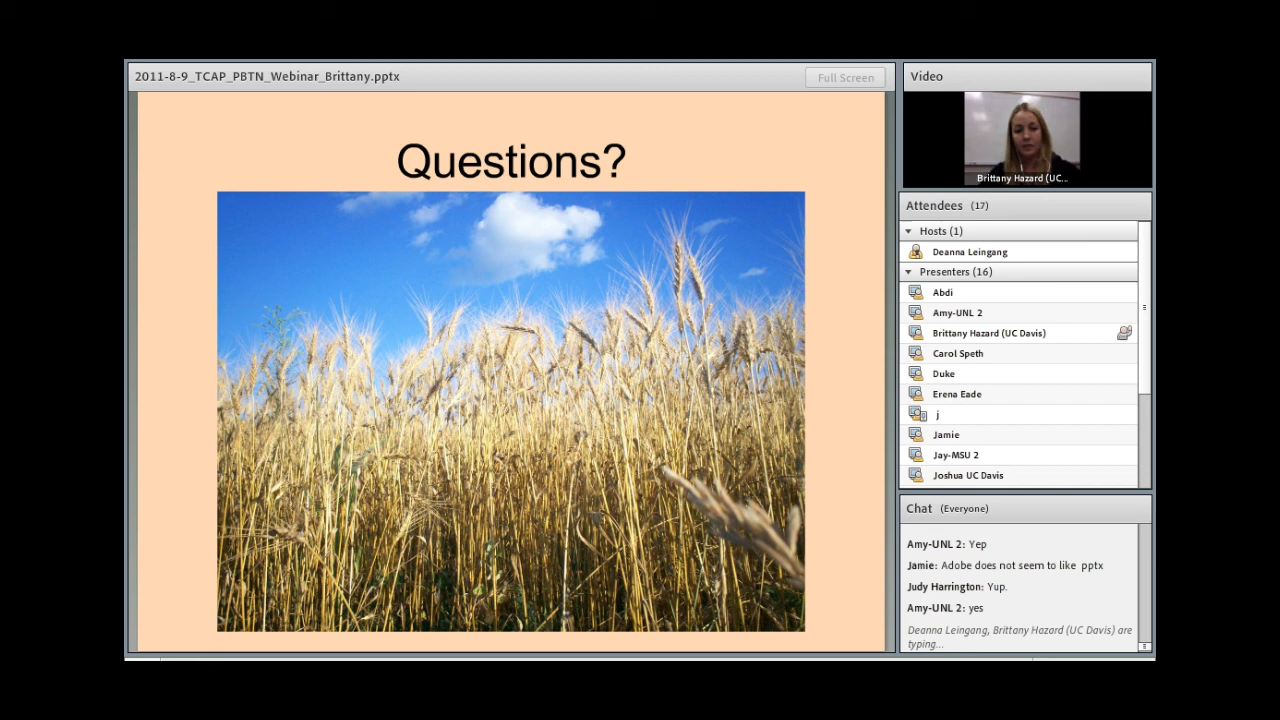 2011-8-9_TCAP_PBTN_Webinar_Brittany.pptx
Full Screen
Questions?
Video
Brittany Hazard (UC...
Attendees (17)
Hosts (1)
Deanna Leingang
Presenters (16)
Abdi
Amy-UNL 2
Brittany Hazard (UC Davis)
Carol Speth
Duke
Erena Eade
j
Jamie
Jay-MSU 2
Joshua UC Davis
Chat (Everyone)
Amy-UNL 2: Yep
Jamie: Adobe does not seem to like pptx
Judy Harrington: Yup.
Amy-UNL 2: yes
Deanna Leingang, Brittany Hazard (UC Davis) are
typing...